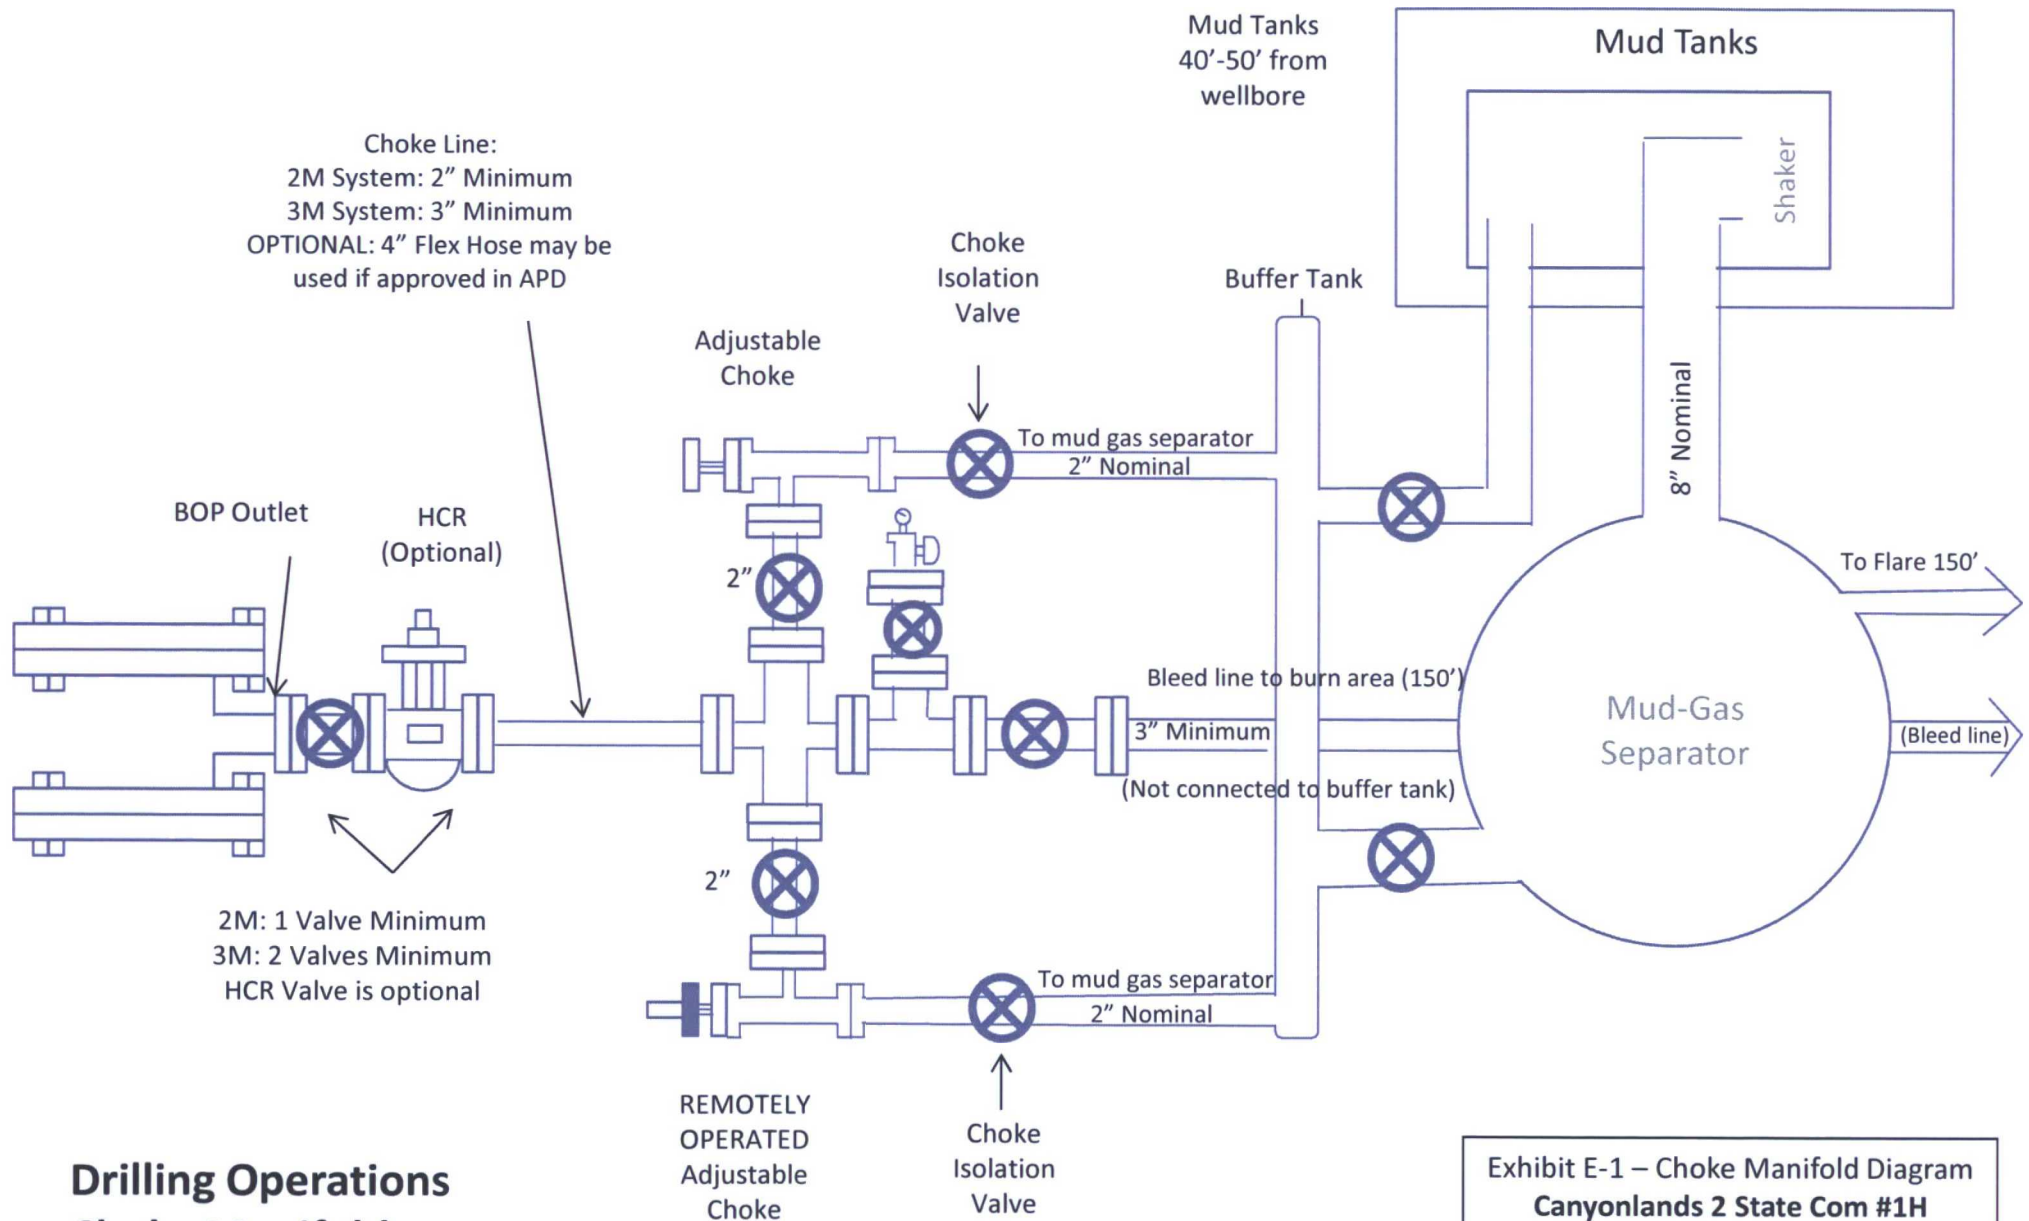 Mud Tanks
40'-50' from
wellbore
Mud Tanks
Shaker
Choke Line:
2M System: 2” Minimum
3M System: 3” Minimum
OPTIONAL: 4” Flex Hose may be
used if approved in APD
Choke
Isolation
Valve
Buffer Tank
Adjustable
Choke
8” Nominal
To mud gas separator
2” Nominal
BOP Outlet
HCR
(Optional)
2”
To Flare 150’
Bleed line to burn area (150’)
3” Minimum
(Not connected to buffer tank)
Mud-Gas
Separator
(Bleed line)
2”
2M: 1 Valve Minimum
3M: 2 Valves Minimum
HCR Valve is optional
To mud gas separator
2” Nominal
REMOTELY
OPERATED
Adjustable
Choke
Choke
Isolation
Valve
Drilling Operations
Exhibit E-1 – Choke Manifold Diagram
Canyonlands 2 State Com #1H